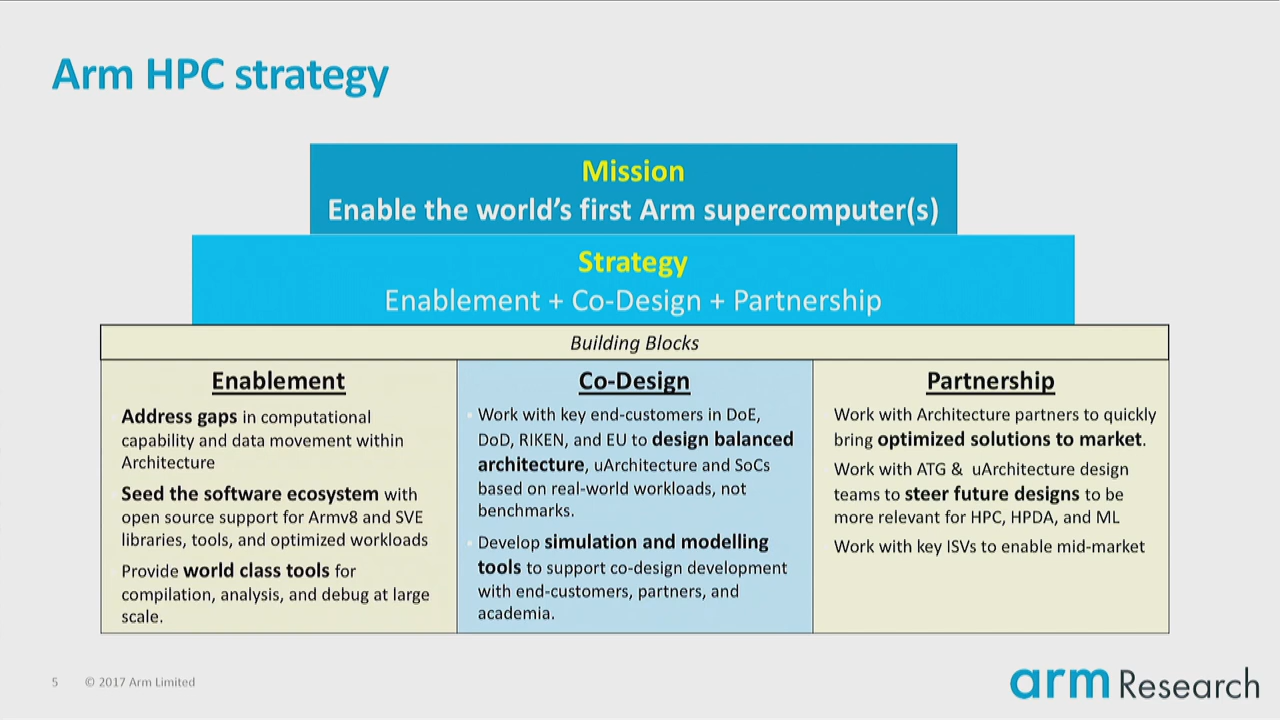 Arm HPC strategy
Mission
Enable the world's first Arm supercomputer(s)
Strategy
Enablement + Co-Design + Partnership
Building Blocks
Enablement
Address gaps in computational
capability and data movement within
Architecture
Seed the software ecosystem with
open source support for Armv8 and SVE
libraries, tools, and optimized workloads
Provide world class tools for
compilation, analysis, and debug at large
scale.
Co-Design
• Work with key end-customers in DoE,
DoD, RIKEN, and EU to design balanced
architecture, uArchitecture and SoCs
based on real-world workloads, not
benchmarks.
• Develop simulation and modelling
tools to support co-design development
with end-customers, partners, and
academia.
Partnership
Work with Architecture partners to quickly
bring optimized solutions to market.
Work with ATG & uArchitecture design
teams to steer future designs to be
more relevant for HPC, HPDA, and ML
Work with key ISVs to enable mid-market
5 © 2017 Arm Limited
arm Research